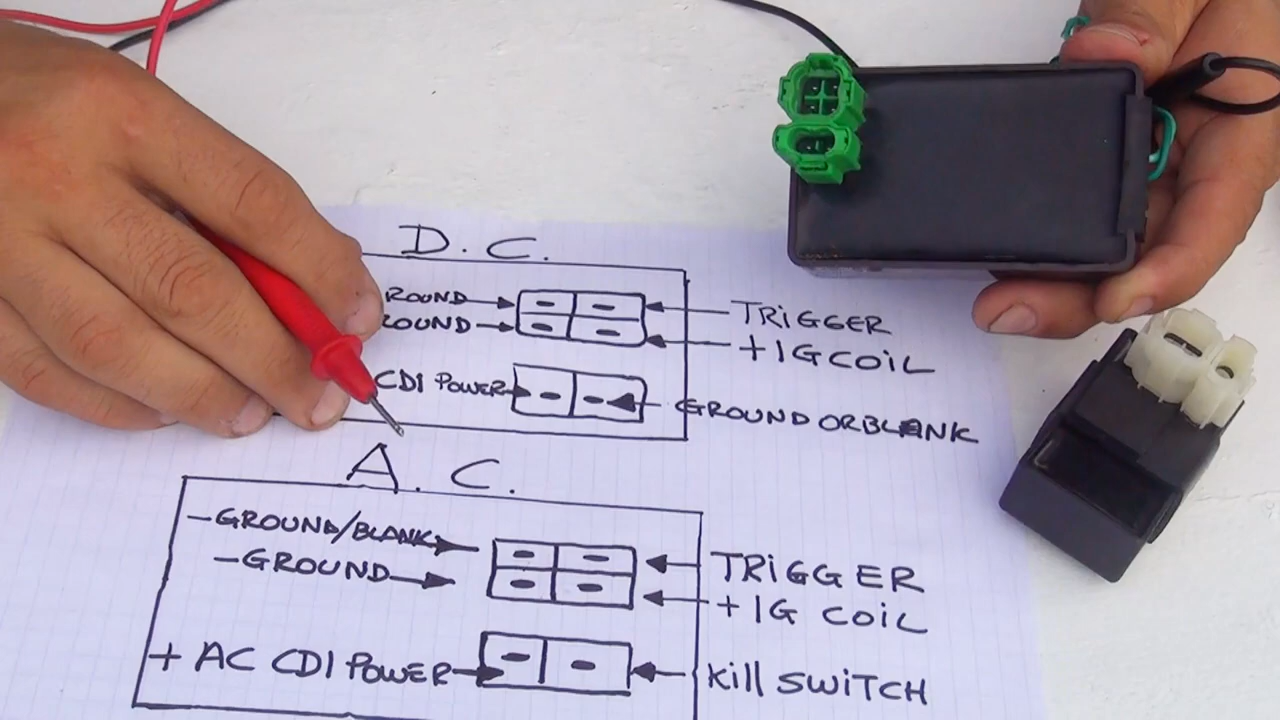 D.C.
ROUND
TRiGGER
ROUND
+IG COiL
CDI POWER
GROUND OR BLANK
A.C.
-GROUND/BLANK
TRiGGER
-GROUND
+IG COiL
+ AC CDI POWER
Kill SWiTCH